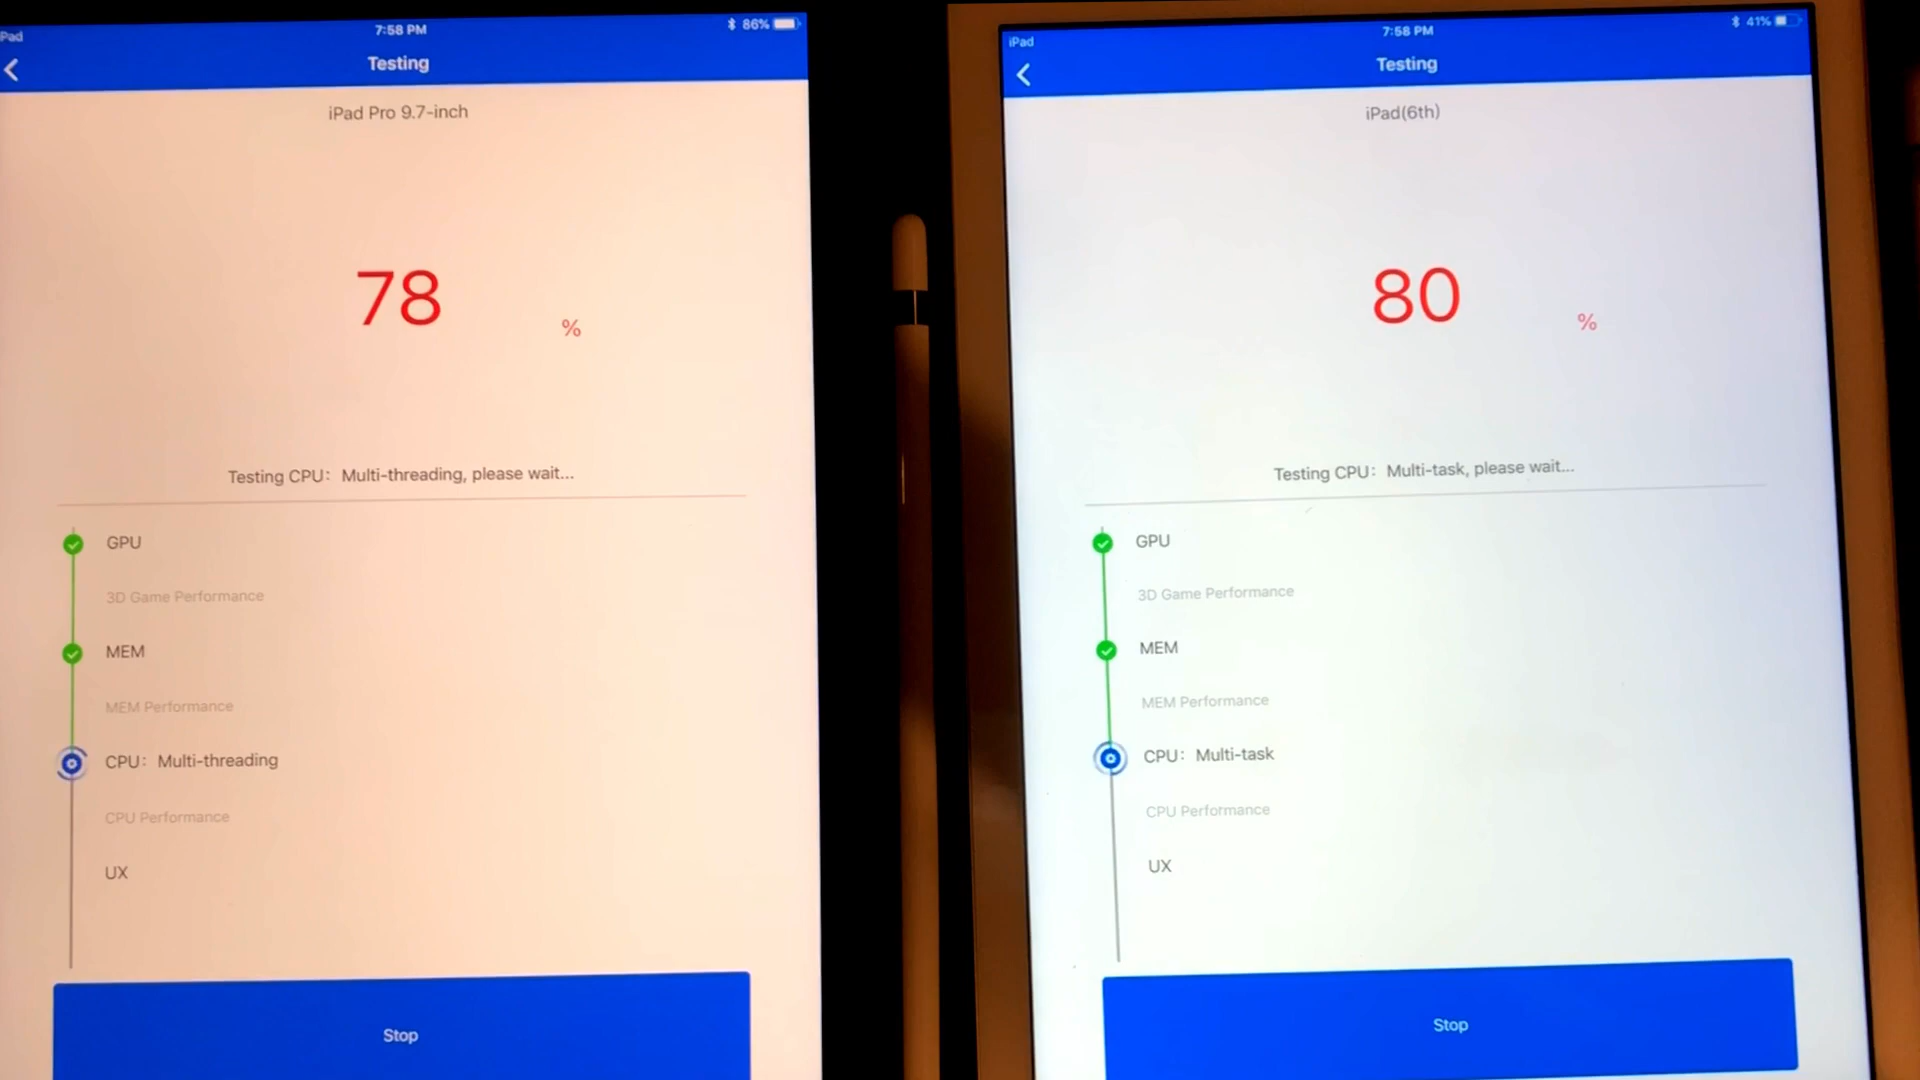 Pad
7:58 PM
86%
Testing
iPad Pro 9.7-inch
78
%
Testing CPU: Multi-threading, please wait...
GPU
3D Game Performance
MEM
MEM Performance
CPU: Multi-threading
CPU Performance
UX
Stop
iPad
7:58 PM
41%
Testing
iPad(6th)
80
%
Testing CPU: Multi-task, please wait...
GPU
3D Game Performance
MEM
MEM Performance
CPU: Multi-task
CPU Performance
UX
Stop